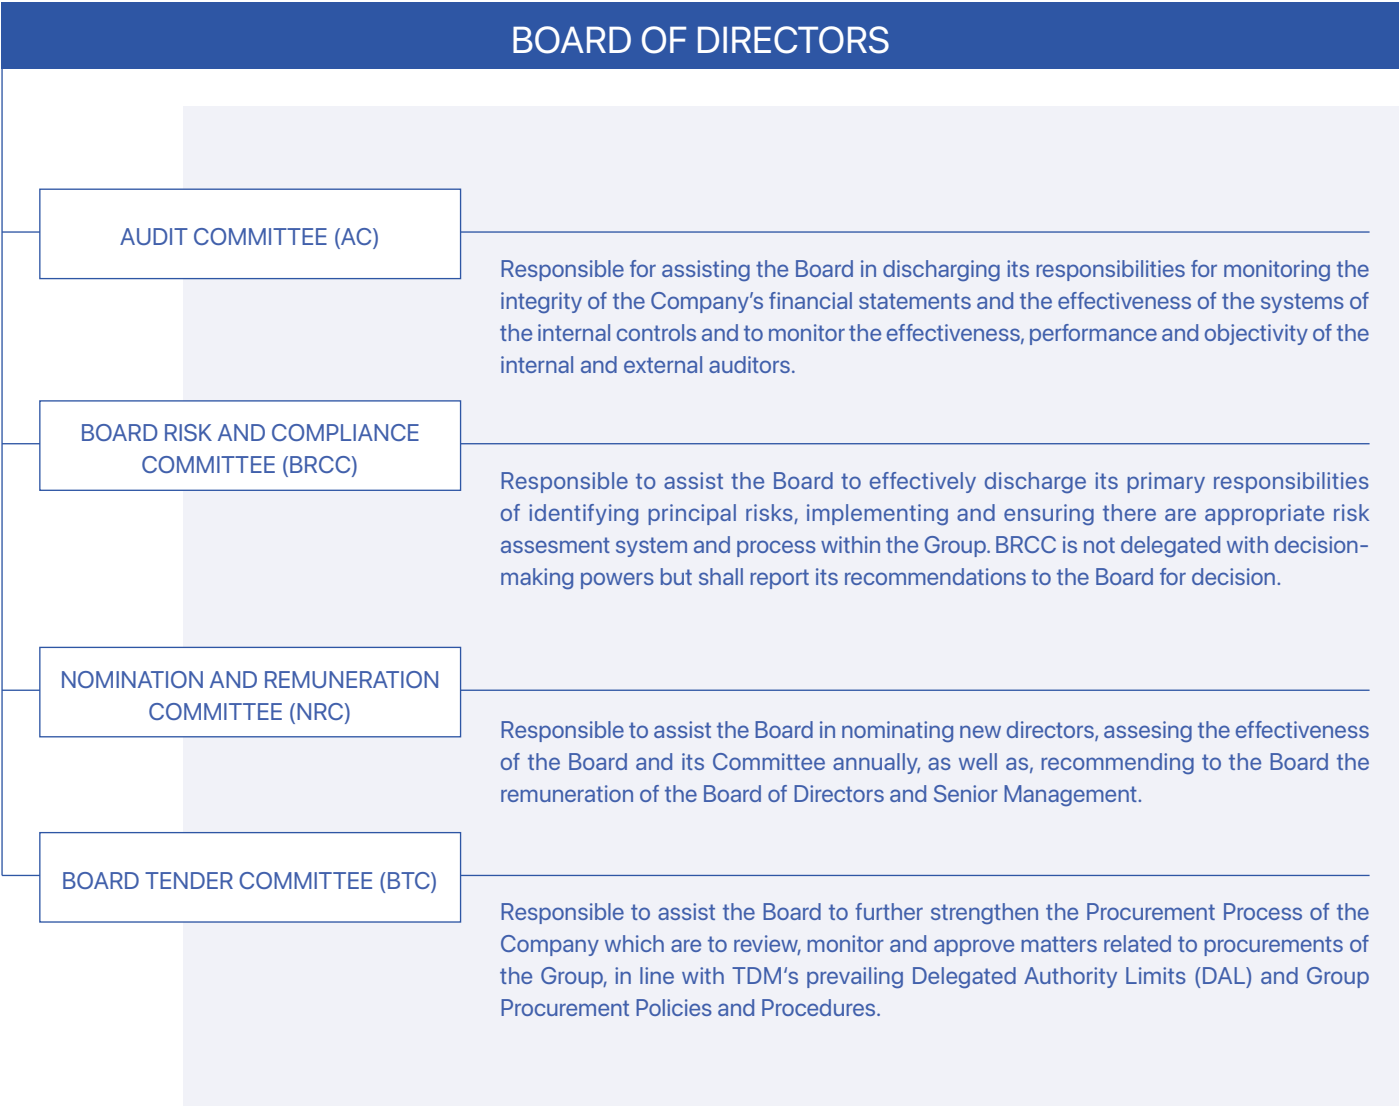 BOARD OF DIRECTORS
AUDIT COMMITTEE (AC)
Responsible for assisting the Board in discharging its responsibilities for monitoring the
integrity of the Company’s financial statements and the effectiveness of the systems of
the internal controls and to monitor the effectiveness, performance and objectivity of the
internal and external auditors.
BOARD RISK AND COMPLIANCE
COMMITTEE (BRCC)
Responsible to assist the Board to effectively discharge its primary responsibilities
of identifying principal risks, implementing and ensuring there are appropriate risk
assesment system and process within the Group. BRCC is not delegated with decision-
making powers but shall report its recommendations to the Board for decision.
NOMINATION AND REMUNERATION
COMMITTEE (NRC)
Responsible to assist the Board in nominating new directors, assesing the effectiveness
of the Board and its Committee annually, as well as, recommending to the Board the
remuneration of the Board of Directors and Senior Management.
BOARD TENDER COMMITTEE (BTC)
Responsible to assist the Board to further strengthen the Procurement Process of the
Company which are to review, monitor and approve matters related to procurements of
the Group, in line with TDM‘s prevailing Delegated Authority Limits (DAL) and Group
Procurement Policies and Procedures.